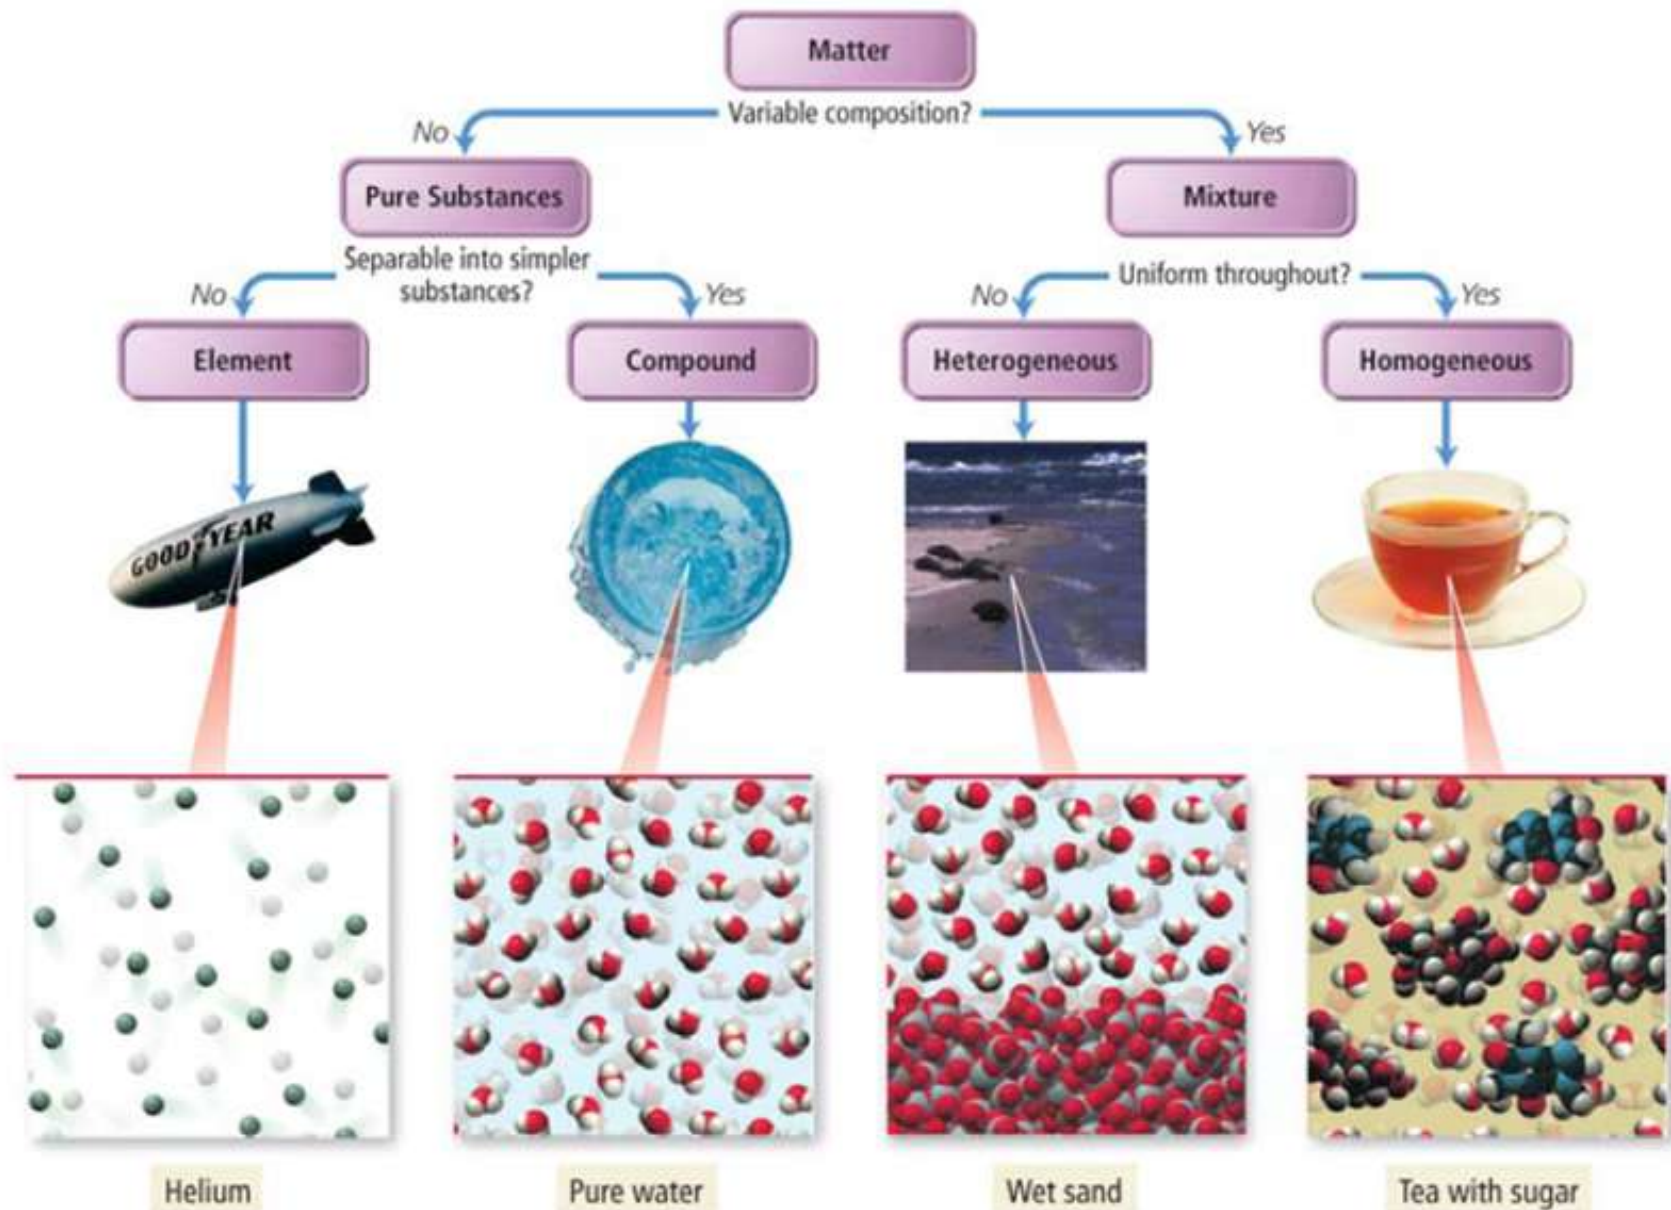 Matter
Variable composition?
No
Yes
Pure Substances
Mixture
Separable into simpler
substances?
No
Yes
Uniform throughout?
No
Yes
Element
Compound
Heterogeneous
Homogeneous
GOODYEAR
Helium
Pure water
Wet sand
Tea with sugar